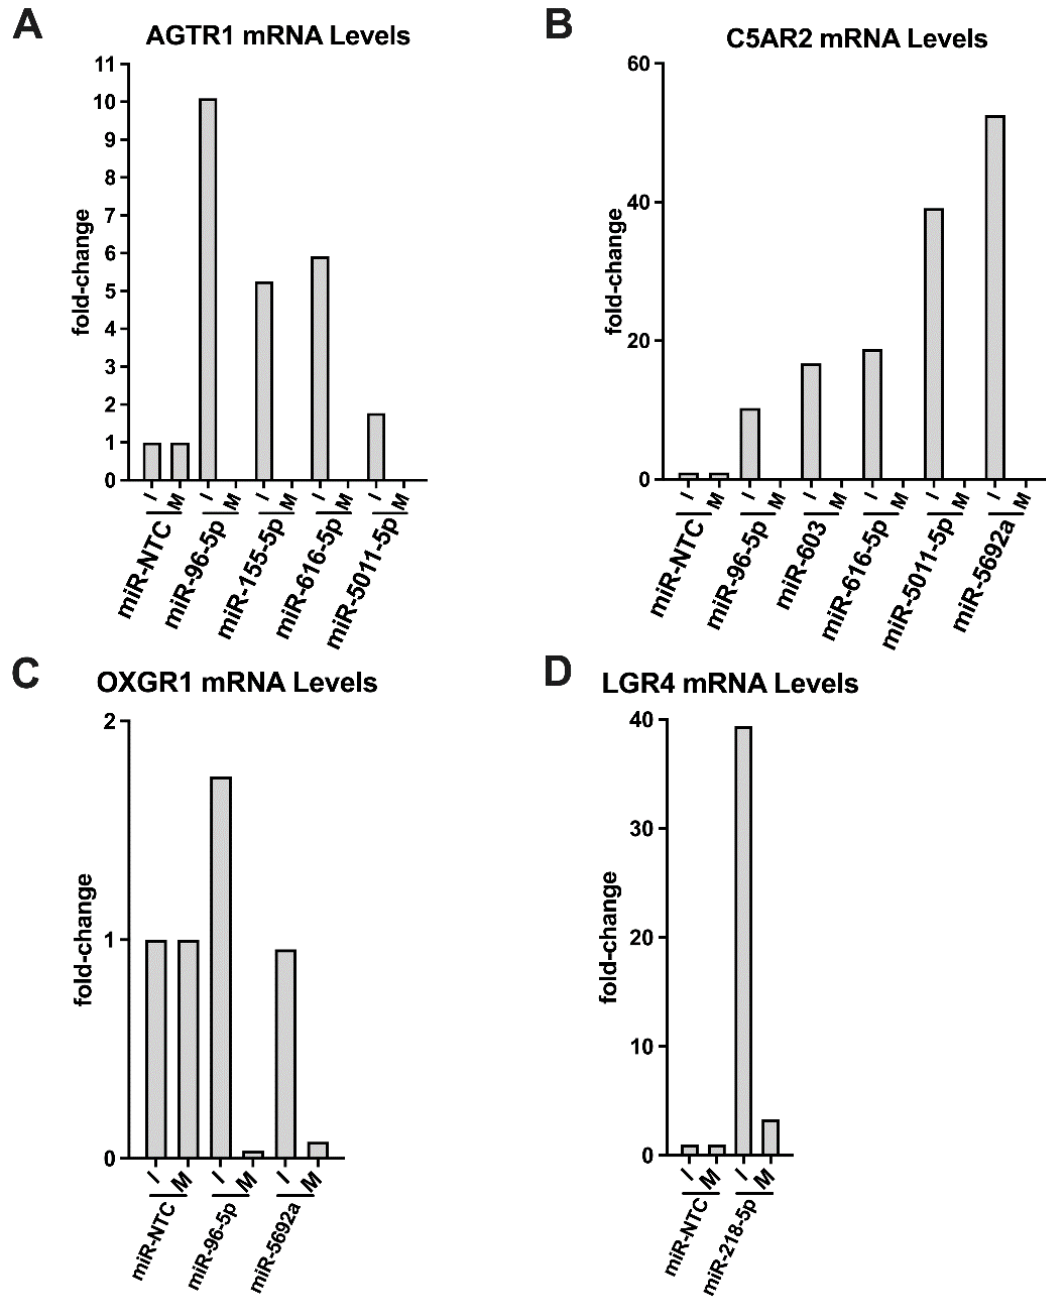 A
AGTR1 mRNA Levels
fold-change
11
10
9
8
7
6
5
4
3
2
1
0
I M I M I M I M I M
miR-NTC miR-96-5p miR-155-5p miR-616-5p miR-5011-5p
B
C5AR2 mRNA Levels
fold-change
60
40
20
0
I M I M I M I M I M I M
miR-NTC miR-96-5p miR-603 miR-616-5p miR-5011-5p miR-5692a
C
OXGR1 mRNA Levels
fold-change
2
1
0
I M I M I M
miR-NTC miR-96-5p miR-5692a
D
LGR4 mRNA Levels
fold-change
40
30
20
10
0
I M I M
miR-NTC miR-218-5p